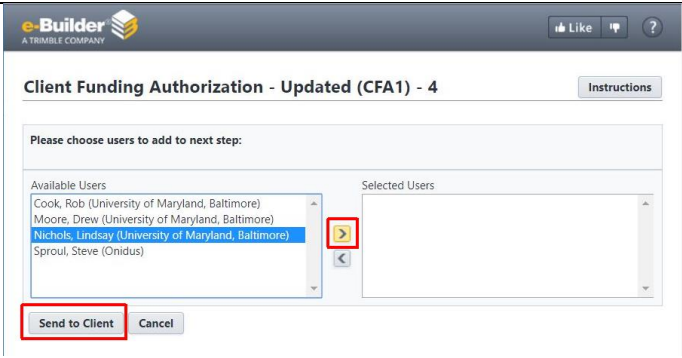 e-Builder
A TRIMBLE COMPANY
Like
?
Client Funding Authorization - Updated (CFA1) - 4
Instructions
Please choose users to add to next step:
Available Users
Selected Users
Cook, Rob (University of Maryland, Baltimore)
Moore, Drew (University of Maryland, Baltimore)
Nichols, Lindsay (University of Maryland, Baltimore)
Sproul, Steve (Onidus)
>
<
Send to Client
Cancel